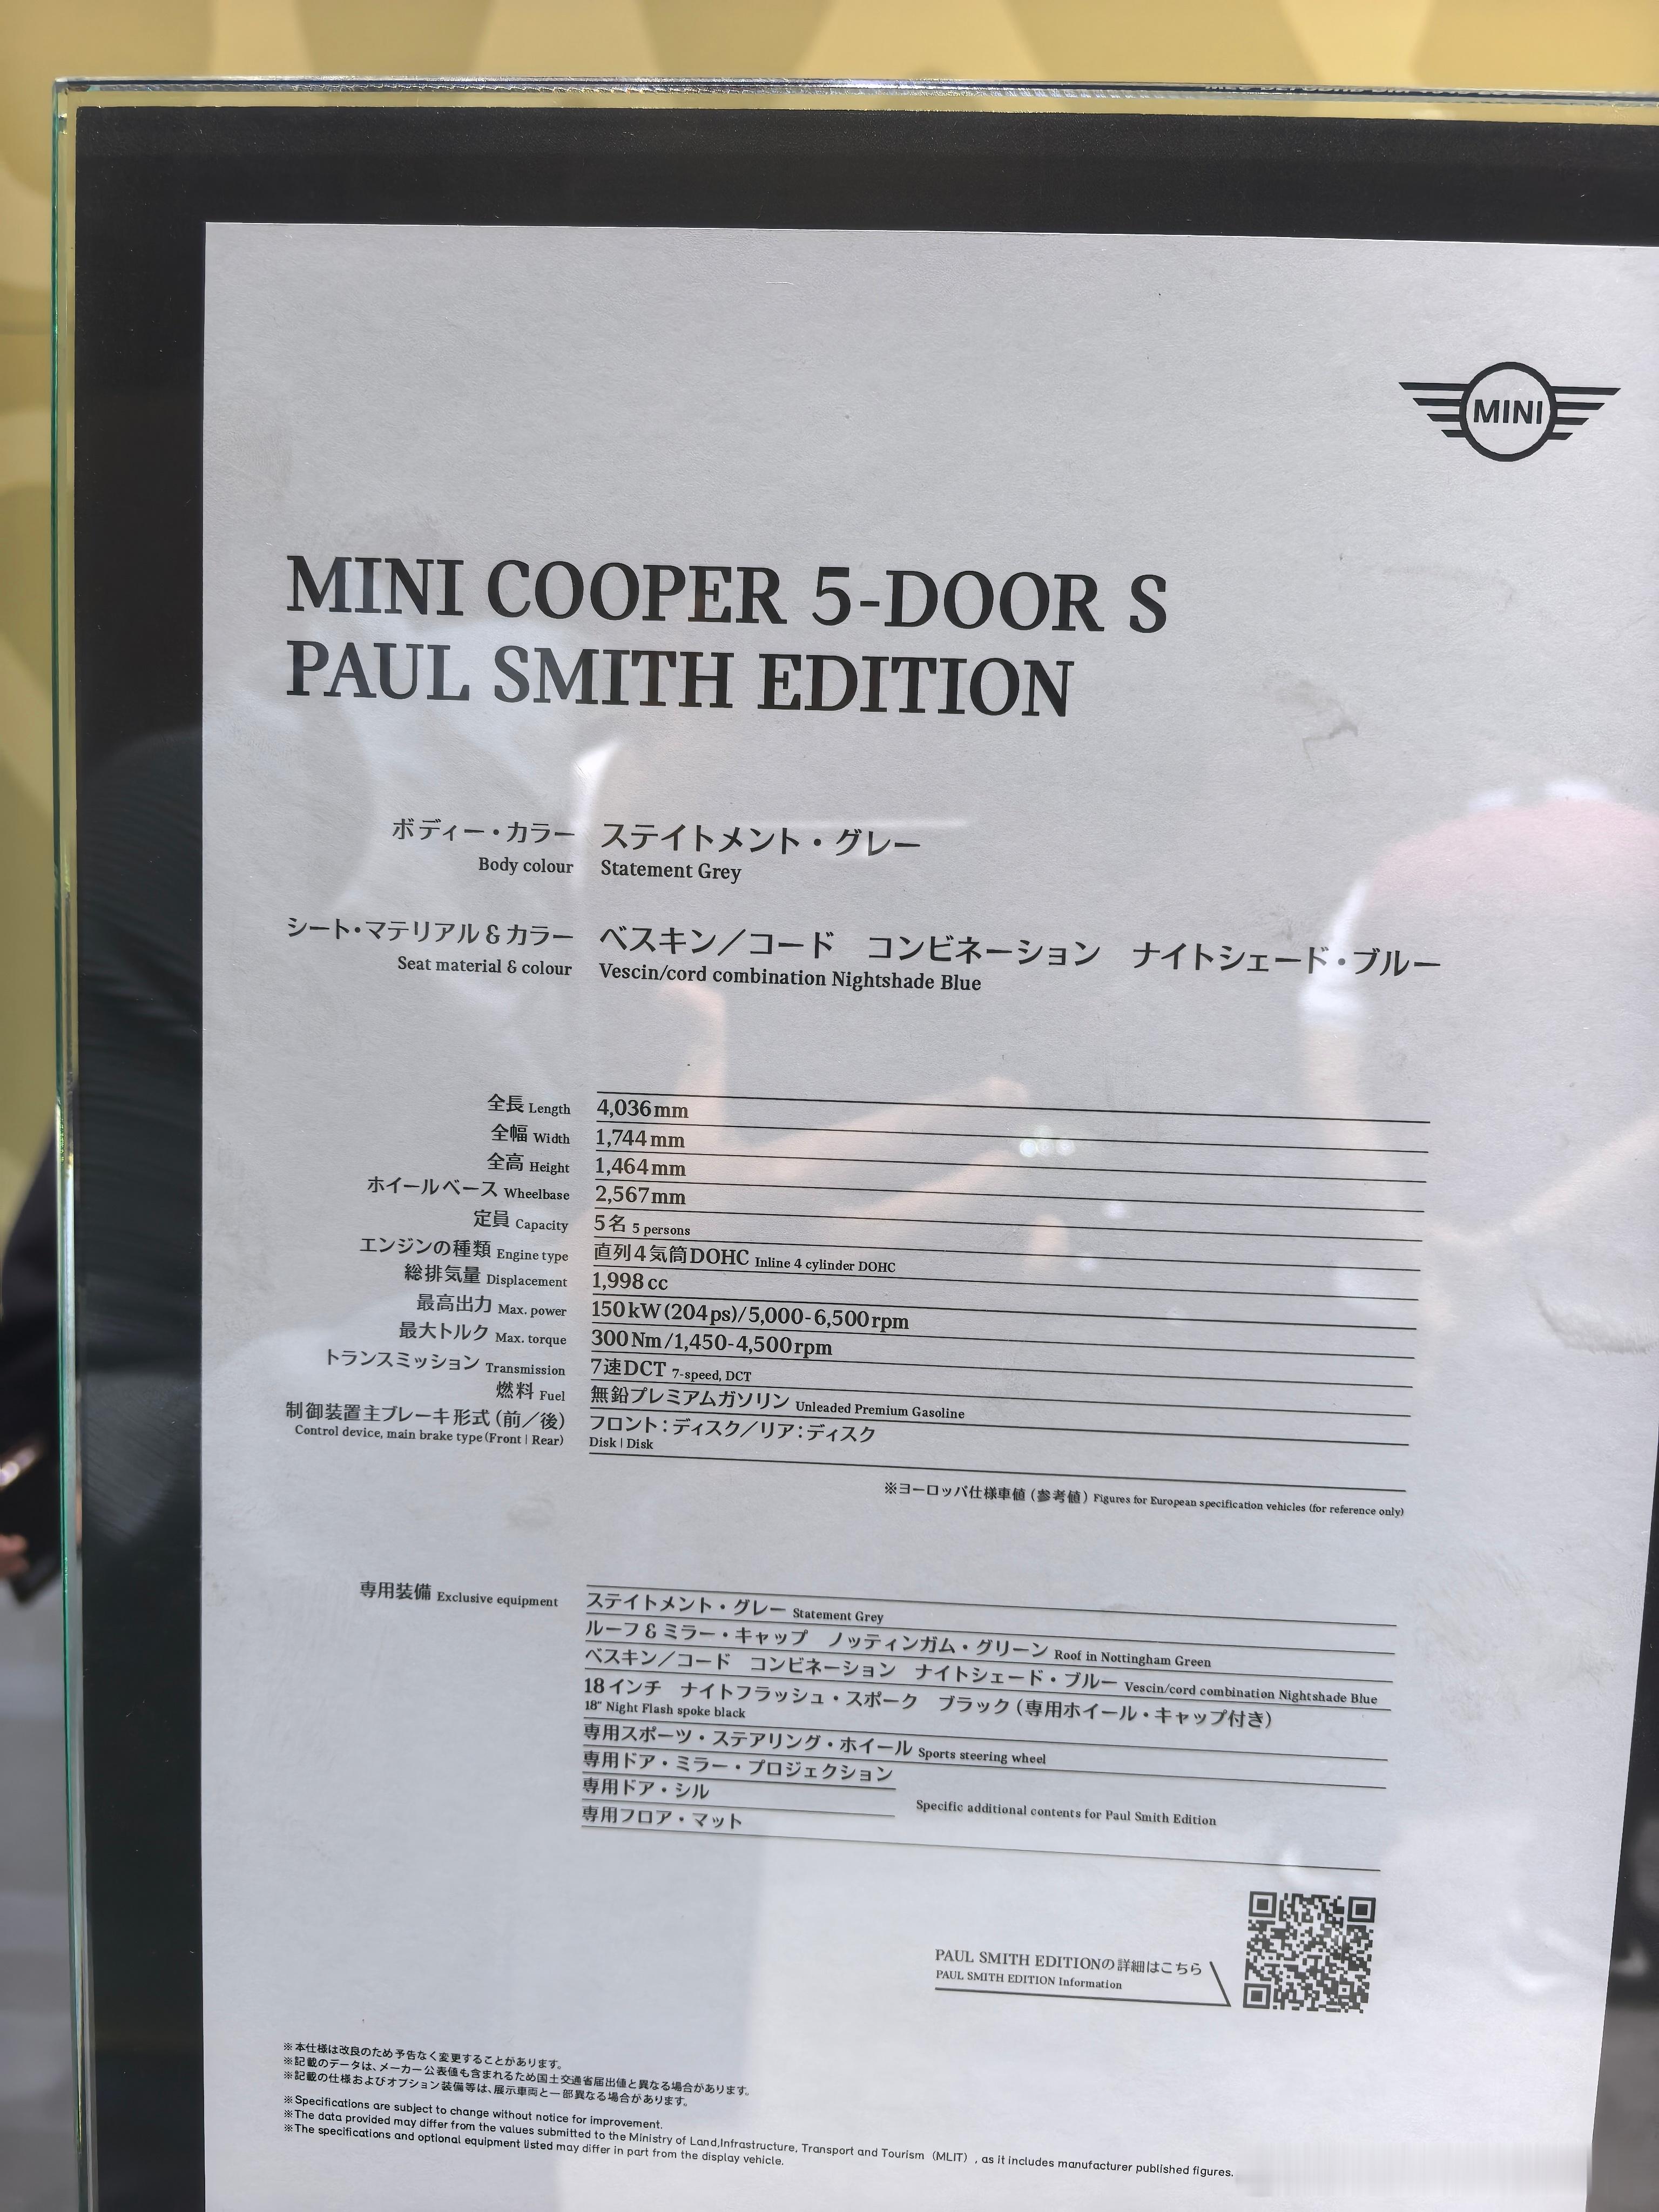 MINI
MINI COOPER 5-DOOR S
PAUL SMITH EDITION
ボディー・カラー ステイトメント・グレー
Body colour Statement Grey
シート・マテリアル & カラー ベスキン／コード コンビネーション ナイトシェード・ブルー
Seat material & colour Vescin/cord combination Nightshade Blue
全長 Length 4,036mm
全幅 Width 1,744mm
全高 Height 1,464mm
ホイールベース Wheelbase 2,567mm
定員 Capacity 5名 5 persons
エンジンの種類 Engine type 直列4気筒DOHC Inline 4 cylinder DOHC
総排気量 Displacement 1,998 cc
最高出力 Max. power 150kW(204ps)/5,000-6,500rpm
最大トルク Max. torque 300Nm/1,450-4,500rpm
トランスミッション Transmission 7速DCT 7-speed, DCT
燃料 Fuel 無鉛プレミアムガソリン Unleaded Premium Gasoline
制御装置主ブレーキ形式（前／後） フロント：ディスク／リア：ディスク
Control device, main brake type(Front | Rear) Disk | Disk
※ヨーロッパ仕様車値（参考値）Figures for European specification vehicles (for reference only)
専用装備 Exclusive equipment ステイトメント・グレー Statement Grey
ルーフ & ミラー・キャップ ノッティンガム・グリーン Roof in Nottingham Green
ベスキン／コード コンビネーション ナイトシェード・ブルー Vescin/cord combination Nightshade Blue
18インチ ナイトフラッシュ・スポーク ブラック（専用ホイール・キャップ付き）
18" Night Flash spoke black
専用スポーツ・ステアリング・ホイール Sports steering wheel
専用ドア・ミラー・プロジェクション
専用ドア・シル
Specific additional contents for Paul Smith Edition
専用フロア・マット
PAUL SMITH EDITIONの詳細はこちら
PAUL SMITH EDITION Information
※本仕様は改良のため予告なく変更することがあります。
※記載のデータは、メーカー公表値も含まれるため国土交通省届出値と異なる場合があります。
※記載の仕様およびオプション装備等は、展示車両と一部異なる場合があります。
※Specifications are subject to change without notice for improvement.
※The data provided may differ from the values submitted to the Ministry of Land,Infrastructure, Transport and Tourism（MLIT）, as it includes manufacturer published figures.
※The specifications and optional equipment listed may differ in part from the display vehicle.